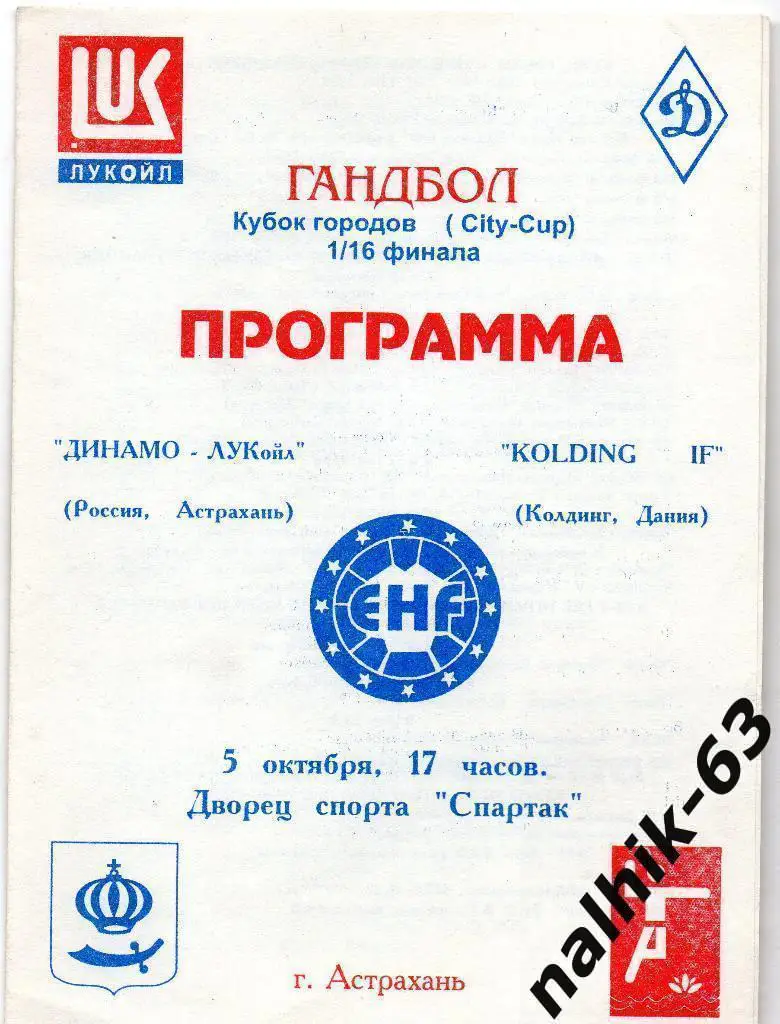 LUK
ЛУКОЙЛ
Д
ГАНДБОЛ
Кубок городов ( City-Cup)
1/16 финала
ПРОГРАММА
"ДИНАМО - ЛУКойл"
"KOLDING IF"
(Россия, Астрахань)
(Колдинг, Дания)
EHF
5 октября, 17 часов.
Дворец спорта "Спартак"
г. Астрахань
nalhik-63